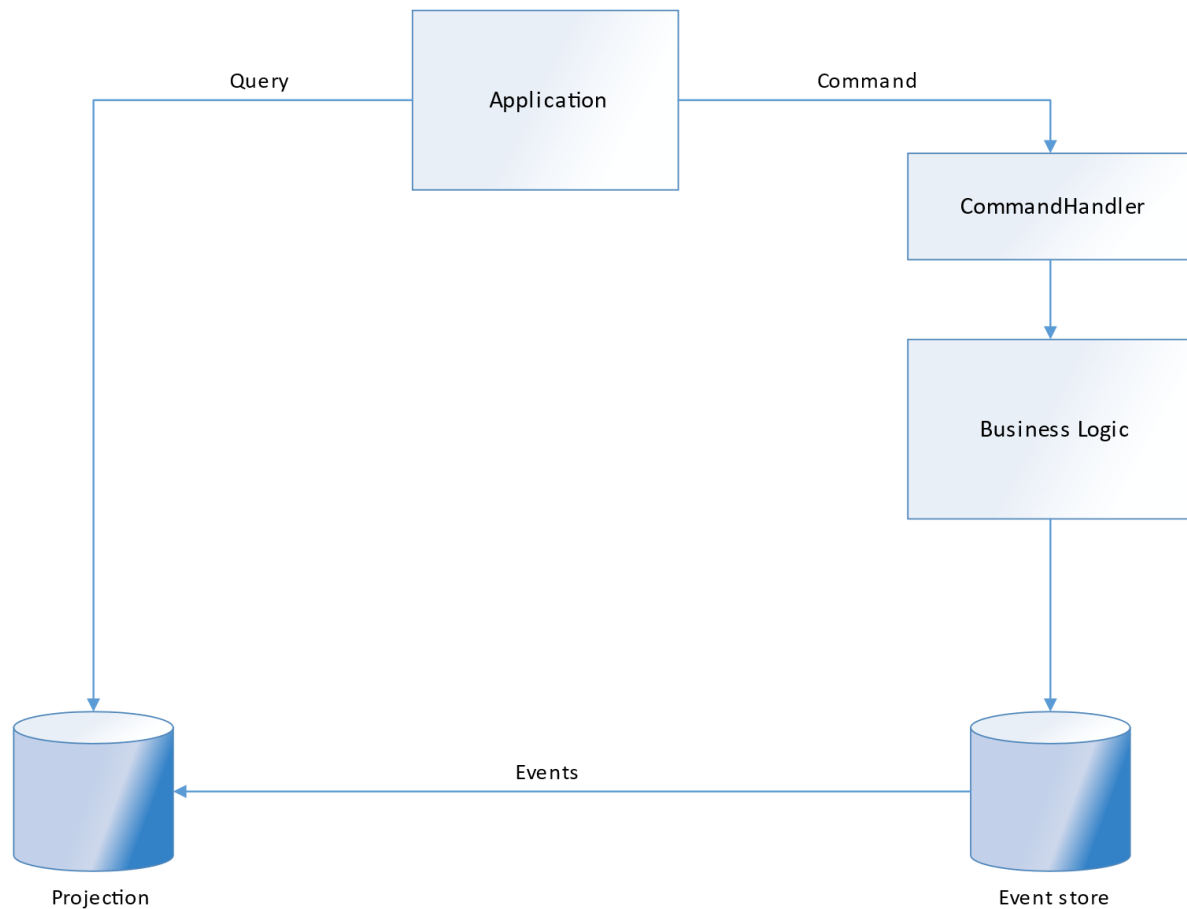 Query
Application
Command
CommandHandler
Business Logic
Events
Projection
Event store